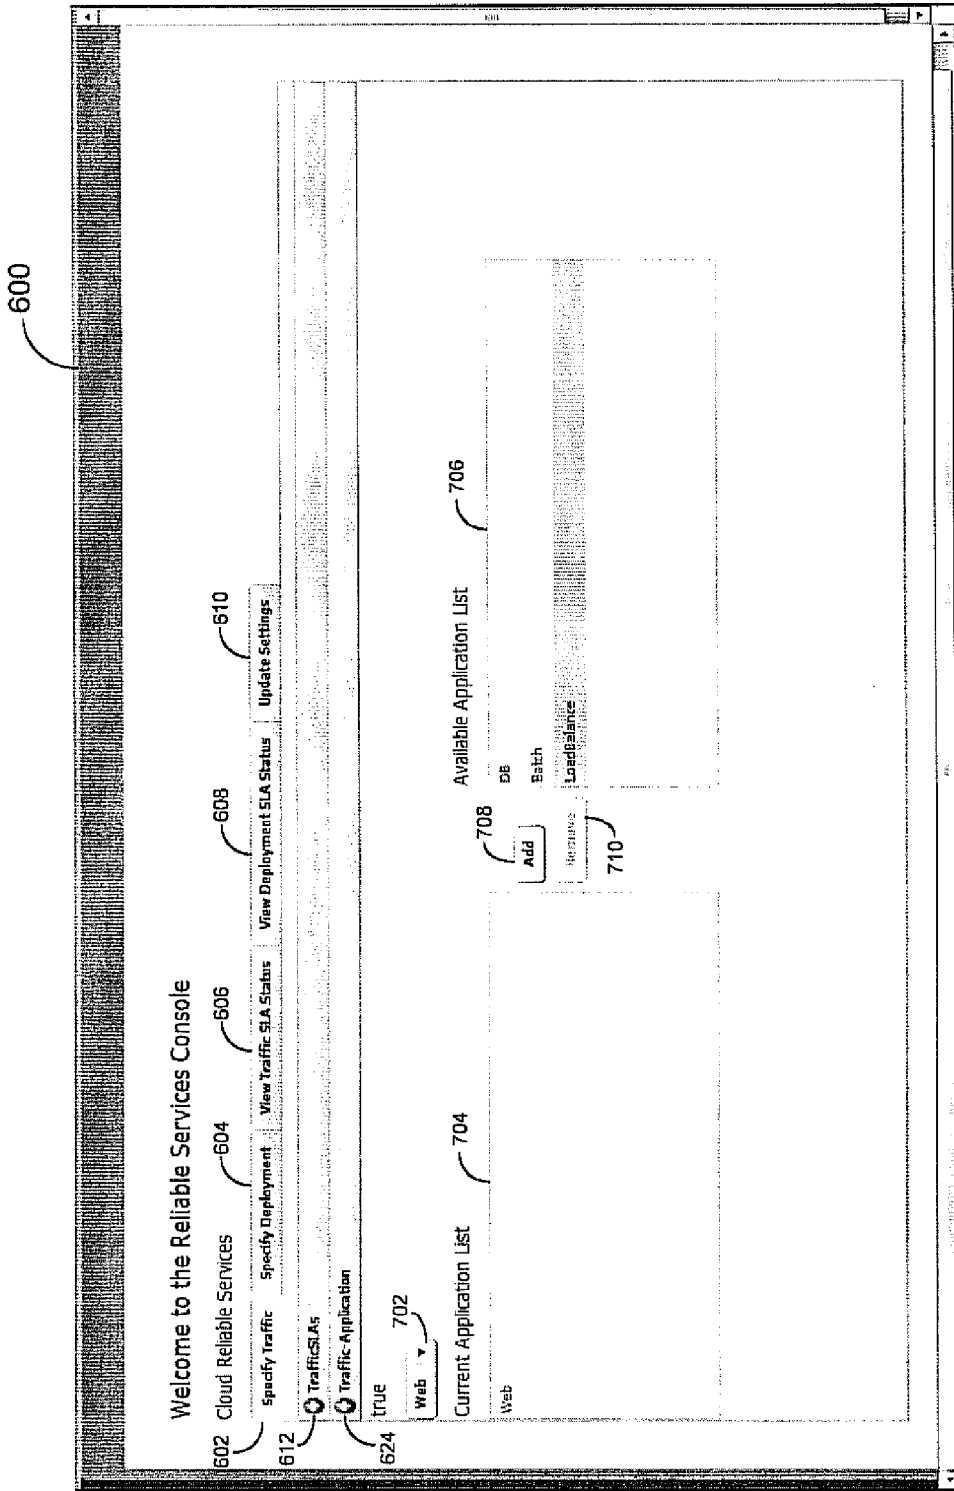 600
Welcome to the Reliable Services Console
Cloud Reliable Services
602
604
606
608
610
Specify Traffic
Specify Deployment
View Traffic SLA Status
View Deployment SLA Status
Update Settings
612
TrafficSLAs
624
Traffic-Application
true
Web
702
Current Application List
704
Available Application List
706
Web
708
Add
Remove
710
DB
Batch
LoadBalance